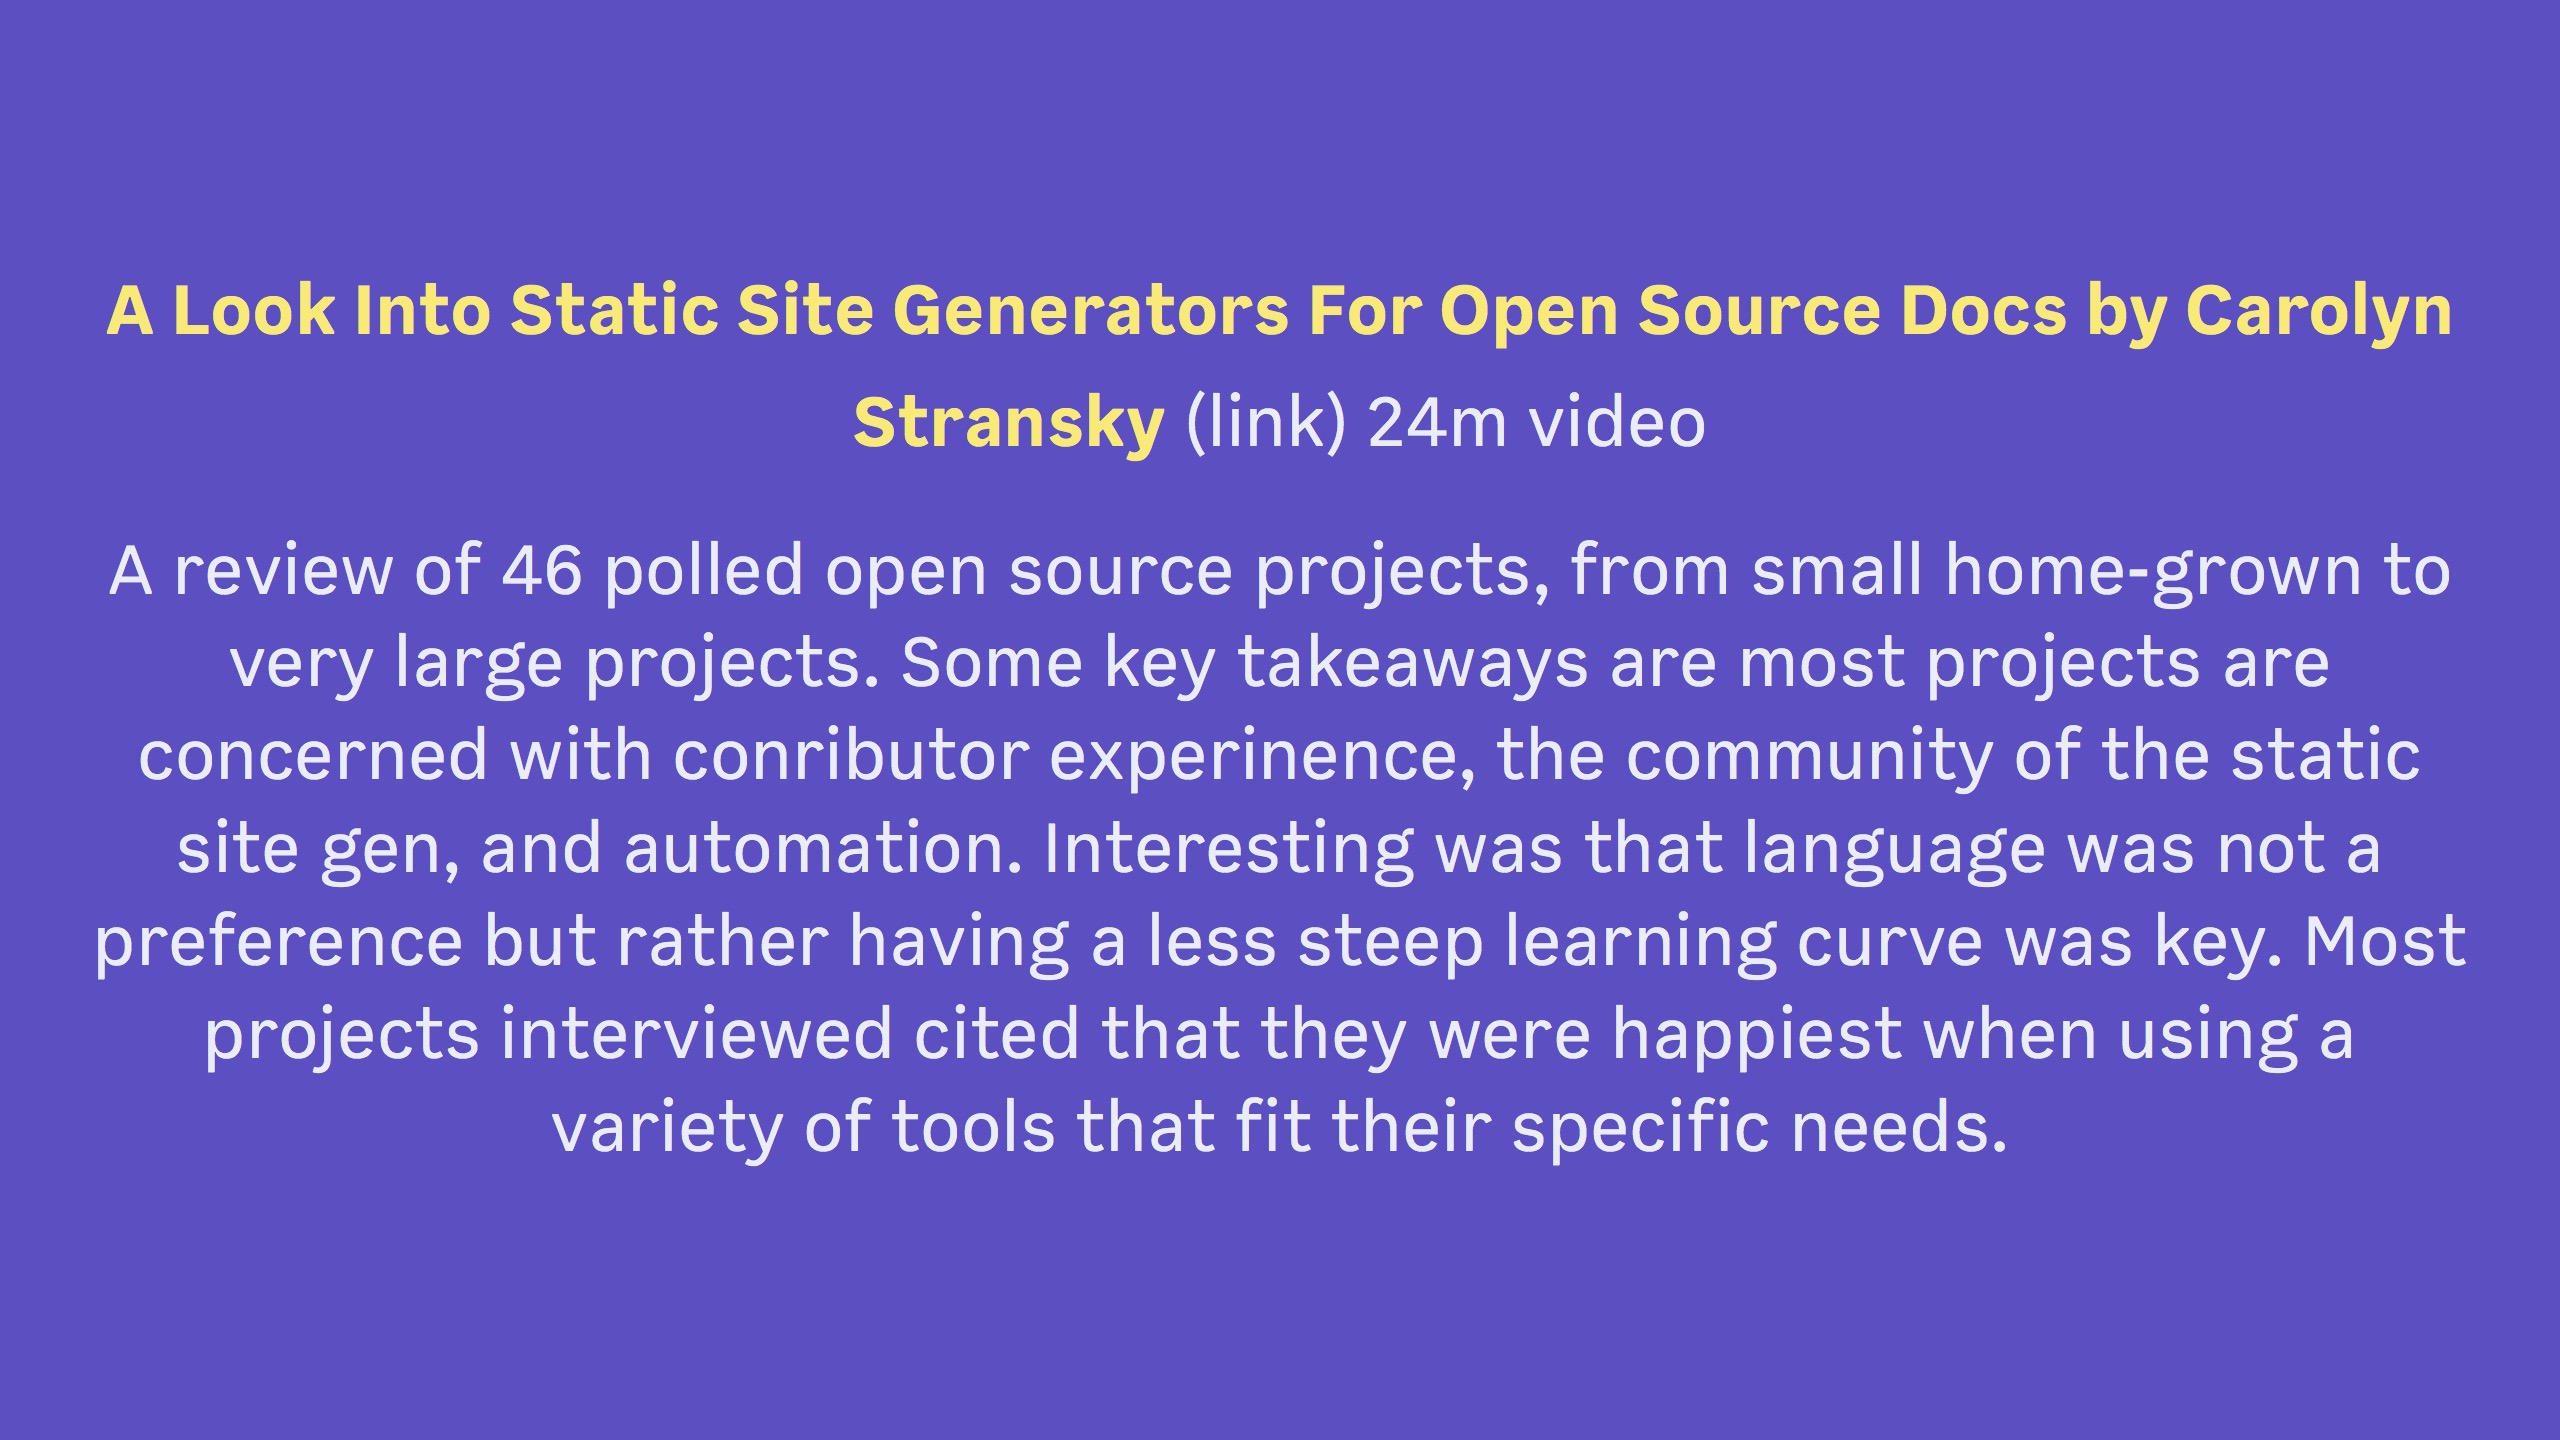 A Look Into Static Site Generators For Open Source Docs by Carolyn
Stransky (link) 24m video
A review of 46 polled open source projects, from small home-grown to
very large projects. Some key takeaways are most projects are
concerned with conributor experinence, the community of the static
site gen, and automation. Interesting was that language was not a
preference but rather having a less steep learning curve was key. Most
projects interviewed cited that they were happiest when using a
variety of tools that fit their specific needs.